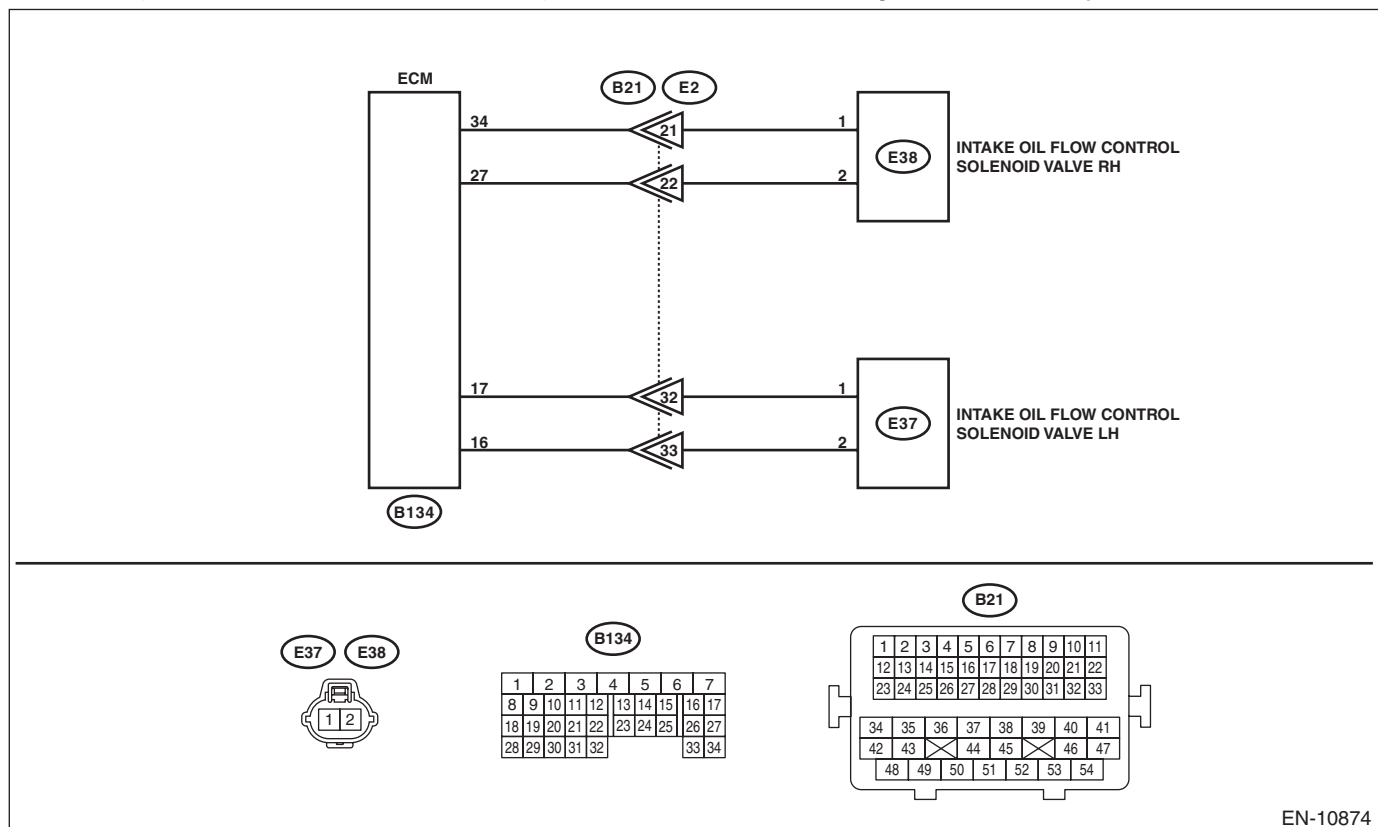 ECM
B21 E2
34 21 1
E38
INTAKE OIL FLOW CONTROL
SOLENOID VALVE RH
27 22 2
17 32 1
E37
INTAKE OIL FLOW CONTROL
SOLENOID VALVE LH
16 33 2
B134
E37 E38
1 2
B134
1 2 3 4 5 6 7
8 9 10 11 12 13 14 15 16 17
18 19 20 21 22 23 24 25 26 27
28 29 30 31 32 33 34
B21
1 2 3 4 5 6 7 8 9 10 11
12 13 14 15 16 17 18 19 20 21 22
23 24 25 26 27 28 29 30 31 32 33
34 35 36 37 38 39 40 41
42 43 44 45 46 47
48 49 50 51 52 53 54
EN-10874